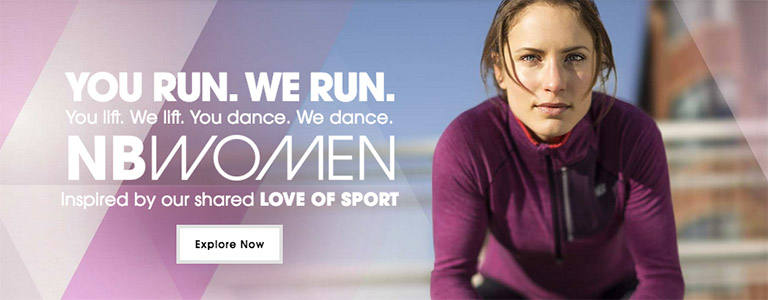 YOU RUN. WE RUN.
You lift. We lift. You dance. We dance.
NBWOMEN
Inspired by our shared LOVE OF SPORT
Explore Now